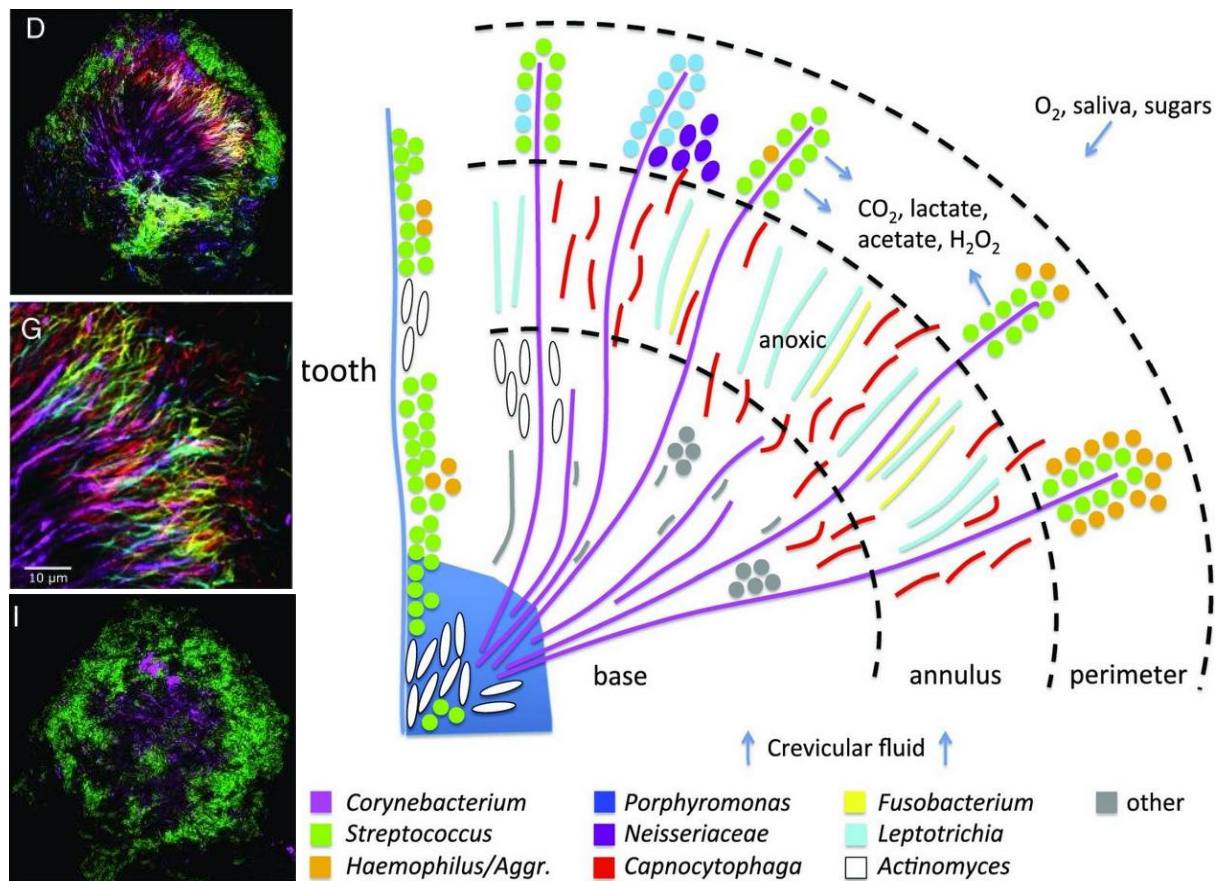 D
G
10 µm
I
tooth
O2, saliva, sugars
CO2, lactate,
acetate, H2O2
anoxic
base
annulus
perimeter
Crevicular fluid
Corynebacterium
Streptococcus
Haemophilus/Aggr.
Porphyromonas
Neisseriaceae
Capnocytophaga
Fusobacterium
Leptotrichia
Actinomyces
other